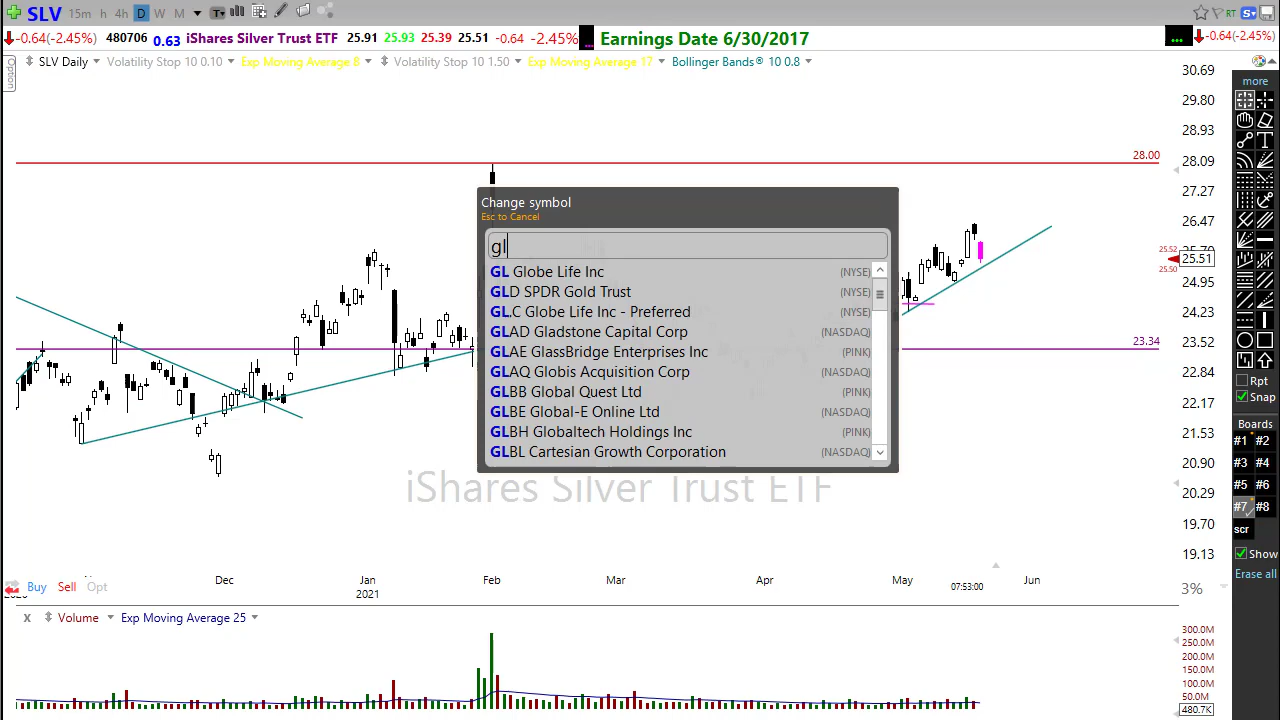 SLV 15m h 4h D W M T
RT S
-0.64(-2.45%) 480706 0.63 iShares Silver Trust ETF 25.91 25.93 25.39 25.51 -0.64 -2.45% ... Earnings Date 6/30/2017 ... -0.64(-2.45%)
Option
SLV Daily Volatility Stop 10 0.10 Exp Moving Average 8 Volatility Stop 10 1.50 Exp Moving Average 17 Bollinger Bands® 10 0.8
30.69
29.80
28.93
28.00
28.09
27.27
26.47
25.52
25.51
25.50
24.95
24.23
23.34
23.52
22.84
22.17
21.53
20.90
20.29
19.70
19.13
Change symbol
Esc to Cancel
gl
GL Globe Life Inc (NYSE)
GLD SPDR Gold Trust (NYSE)
GL.C Globe Life Inc - Preferred (NYSE)
GLAD Gladstone Capital Corp (NASDAQ)
GLAE GlassBridge Enterprises Inc (PINK)
GLAQ Globis Acquisition Corp (NASDAQ)
GLBB Global Quest Ltd (PINK)
GLBE Global-E Online Ltd (NASDAQ)
GLBH Globaltech Holdings Inc (PINK)
GLBL Cartesian Growth Corporation (NASDAQ)
iShares Silver Trust ETF
more
T
Rpt
Snap
Boards
#1 #2
#3 #4
#5 #6
#7 #8
scr
Show
Erase all
Dec Jan Feb Mar Apr May Jun
2021 07:53:00
Buy Sell Opt
3%
x Volume Exp Moving Average 25
300.0M
250.0M
200.0M
150.0M
100.0M
50.0M
480.7K